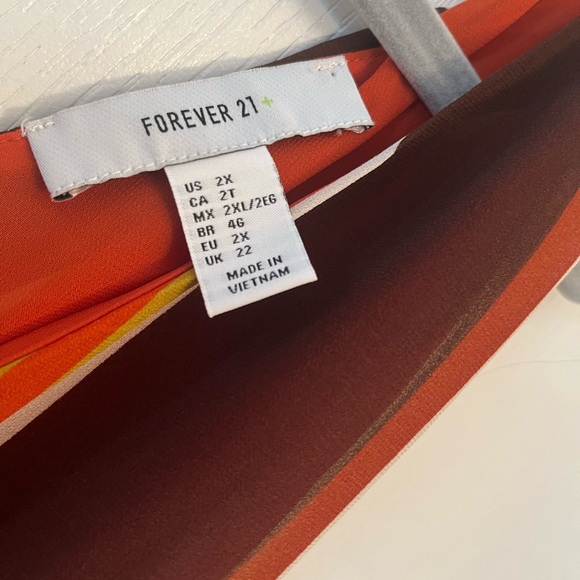 FOREVER 21+
US 2X
CA 2T
MX 2XL/2EG
BR 4G
EU 2X
UK 22
MADE IN
VIETNAM